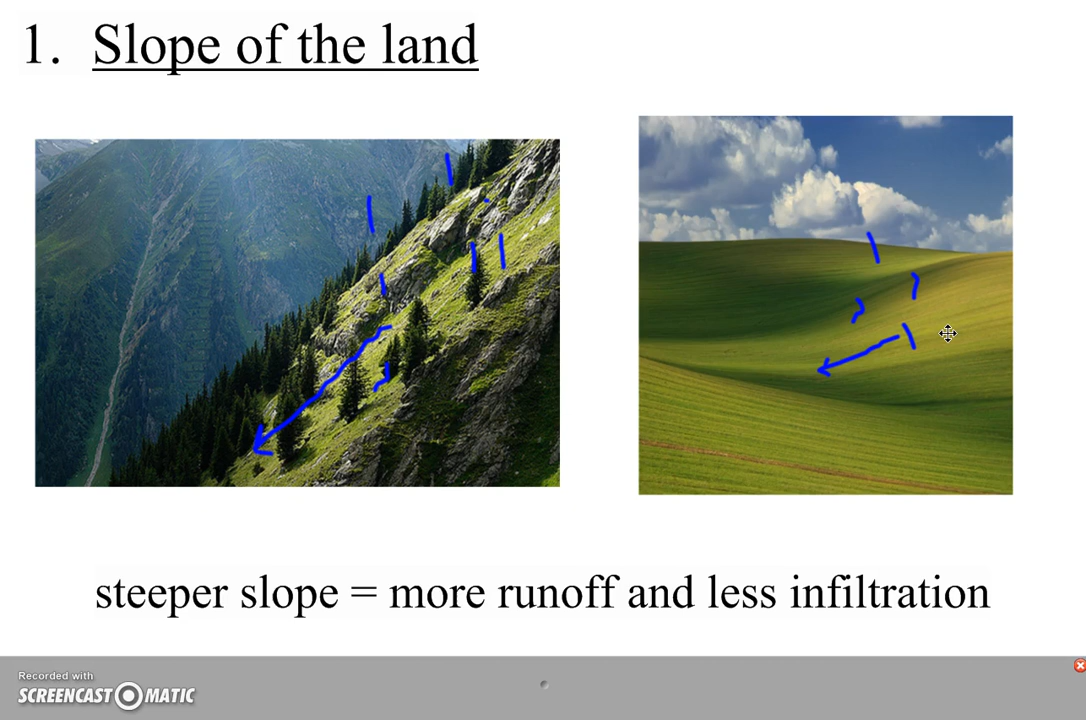 1. Slope of the land
steeper slope = more runoff and less infiltration
Recorded with
SCREENCAST MATIC